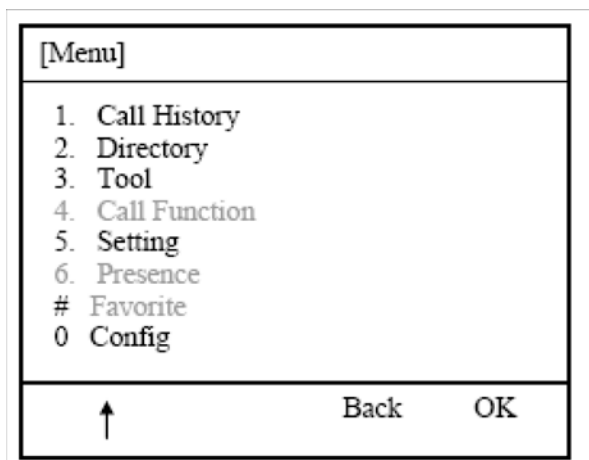 [Menu]
1. Call History
2. Directory
3. Tool
4. Call Function
5. Setting
6. Presence
# Favorite
0 Config
↑ Back OK